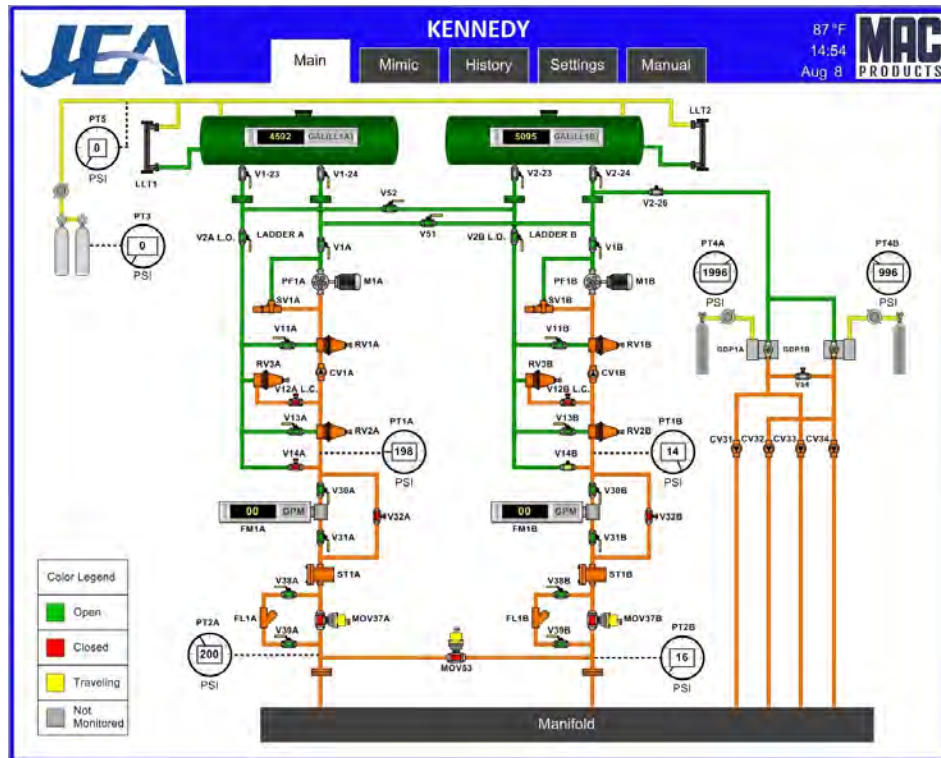 JEA
KENNEDY
87 °F
14:54
Aug 8
MAC
PRODUCTS
Main
Mimic
History
Settings
Manual
PT5
0
PSI
LLT1
4592 GAL(LL1A)
5095 GAL(LL1B)
LLT2
V1-23
V1-24
V2-23
V2-24
V52
V51
V2-26
PT3
0
PSI
V2A L.O.
LADDER A
V2B L.O.
LADDER B
V1A
V1B
PT4A
1996
PSI
PT4B
996
PSI
PF1A
M1A
PF1B
M1B
SV1A
SV1B
V11A
RV1A
V11B
RV1B
GDP1A
GDP1B
RV3A
CV1A
RV3B
CV1B
V12A L.C.
V12B L.C.
V54
V13A
RV2A
PT1A
198
PSI
V13B
RV2B
PT1B
14
PSI
V14A
V14B
CV31
CV32
CV33
CV34
V30A
V30B
00 GPM
FM1A
V32A
00 GPM
FM1B
V32B
V31A
V31B
ST1A
ST1B
Color Legend
Open
Closed
Traveling
Not
Monitored
V38A
V38B
FL1A
MOV37A
FL1B
MOV37B
PT2A
200
PSI
V39A
V39B
PT2B
16
PSI
MOV53
Manifold